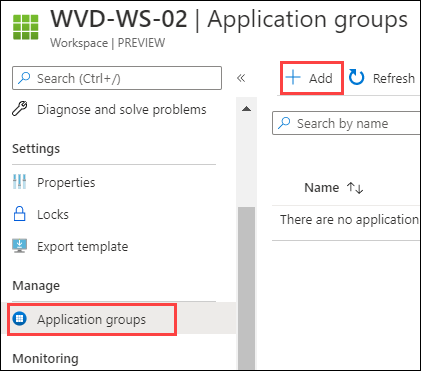 WVD-WS-02 | Application groups
Workspace | PREVIEW
Search (Ctrl+/)
«
Add
Refresh
Diagnose and solve problems
Search by name
Settings
Properties
Name ↑↓
Locks
There are no application
Export template
Manage
Application groups
Monitoring